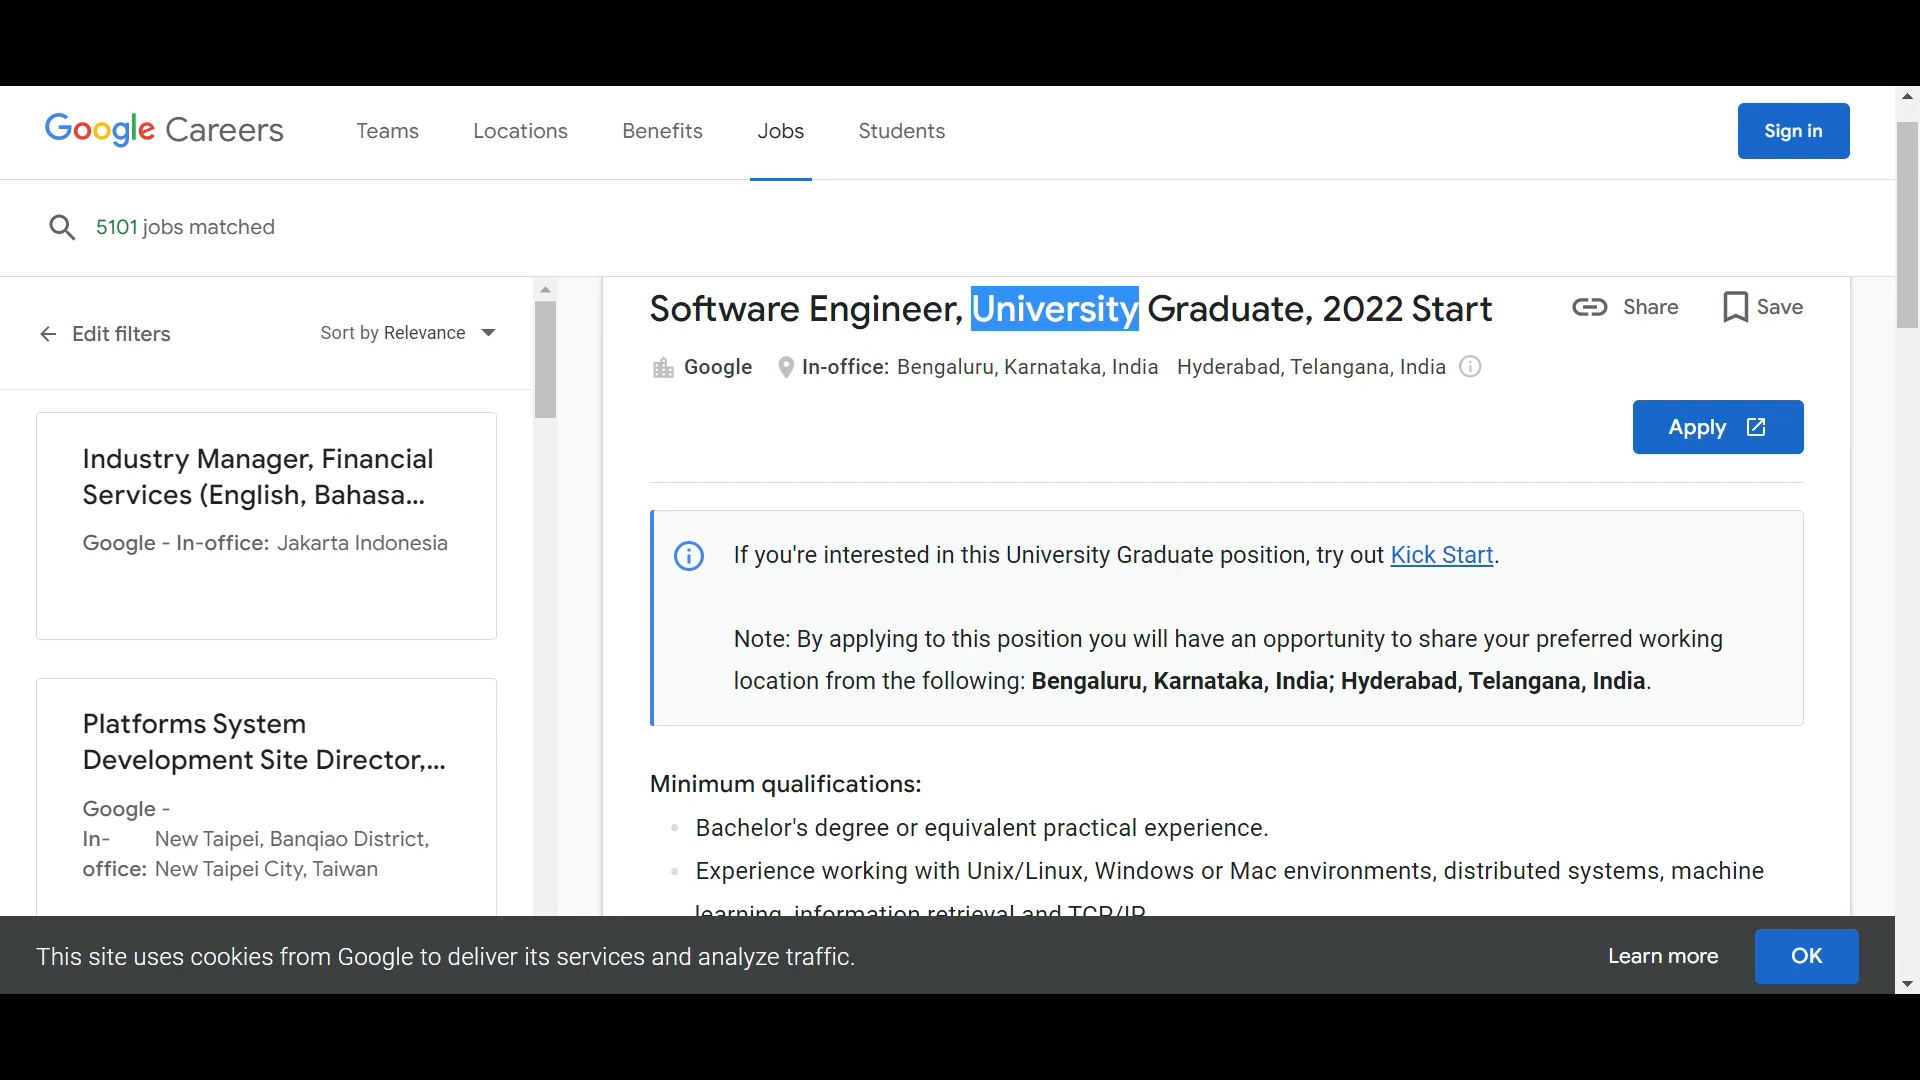 Google Careers
Teams
Locations
Benefits
Jobs
Students
Sign in
5101 jobs matched
Edit filters
Sort by Relevance
Industry Manager, Financial
Services (English, Bahasa...
Google - In-office: Jakarta Indonesia
Platforms System
Development Site Director,...
Google -
In- New Taipei, Banqiao District,
office: New Taipei City, Taiwan
Software Engineer, University Graduate, 2022 Start
Share
Save
Google In-office: Bengaluru, Karnataka, India Hyderabad, Telangana, India
Apply
If you're interested in this University Graduate position, try out Kick Start.
Note: By applying to this position you will have an opportunity to share your preferred working
location from the following: Bengaluru, Karnataka, India; Hyderabad, Telangana, India.
Minimum qualifications:
Bachelor's degree or equivalent practical experience.
Experience working with Unix/Linux, Windows or Mac environments, distributed systems, machine
learning, information retrieval and TCP/IP.
This site uses cookies from Google to deliver its services and analyze traffic.
Learn more
OK